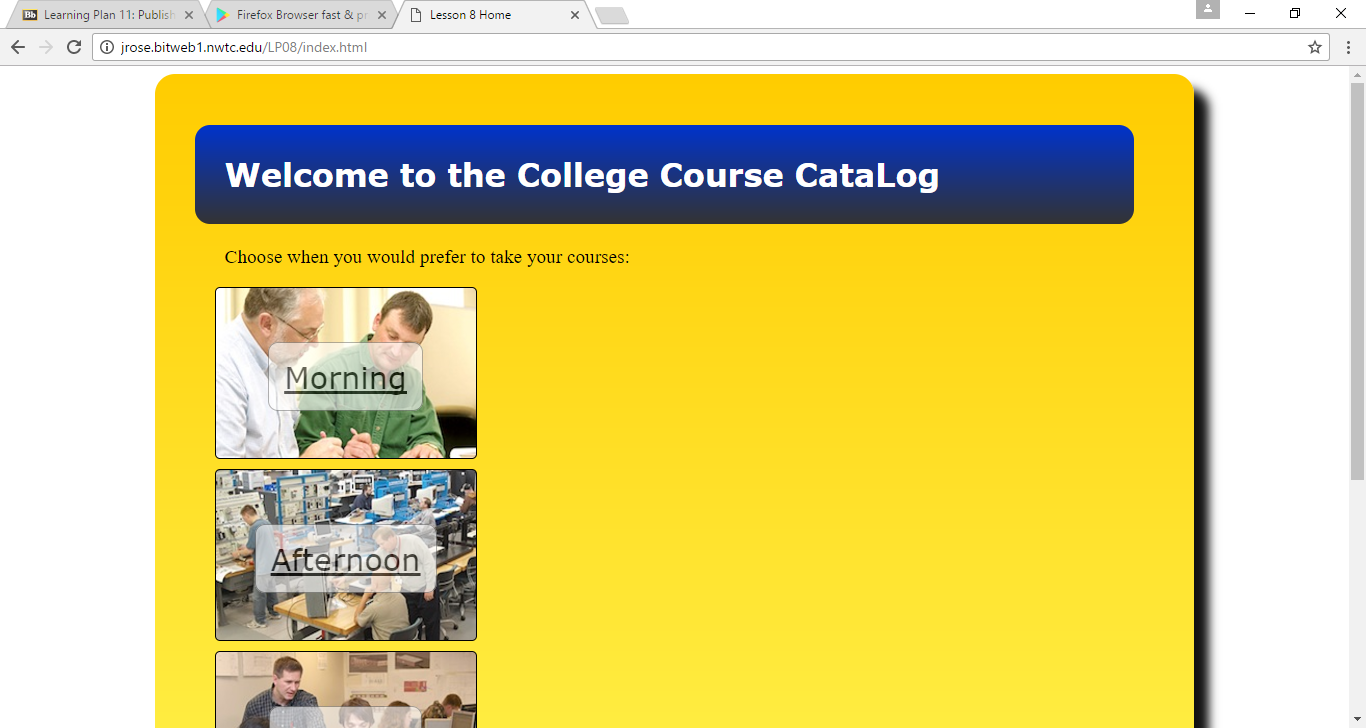 Bb Learning Plan 11: Publish
Firefox Browser fast & pr
Lesson 8 Home
jrose.bitweb1.nwtc.edu/LP08/index.html
Welcome to the College Course CataLog
Choose when you would prefer to take your courses:
Morning
Afternoon